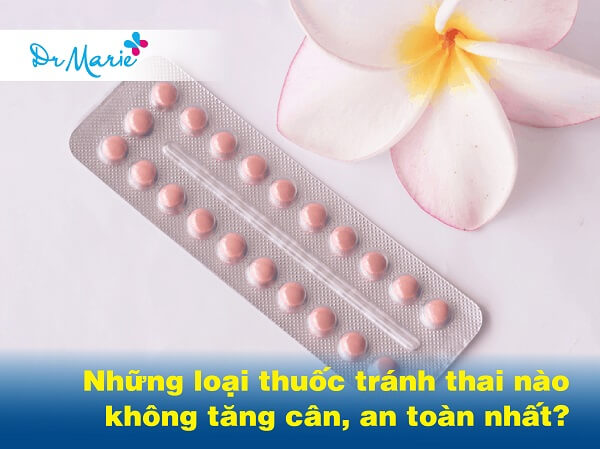 Dr Marie
Những loại thuốc tránh thai nào
không tăng cân, an toàn nhất?